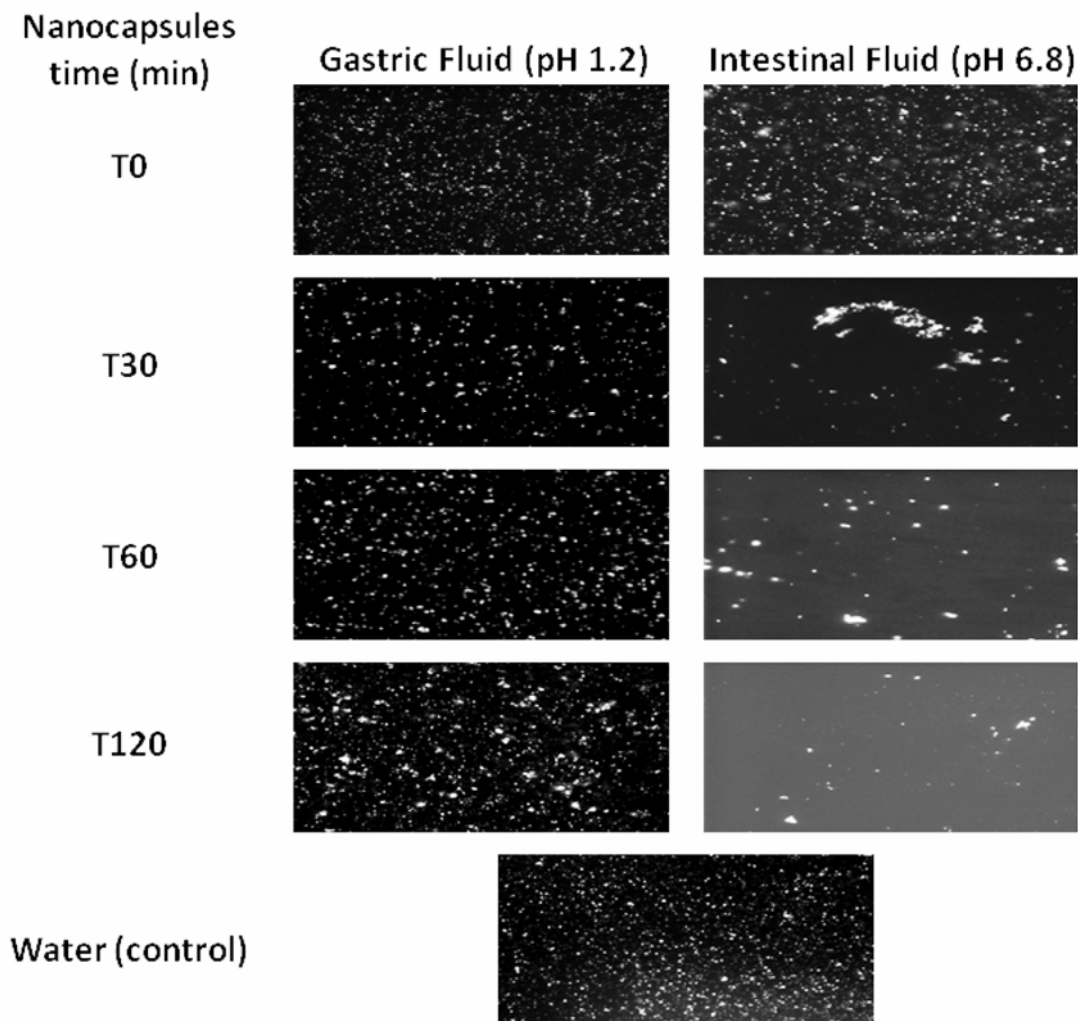 Nanocapsules
time (min)
Gastric Fluid (pH 1.2)
Intestinal Fluid (pH 6.8)
T0
T30
T60
T120
Water (control)